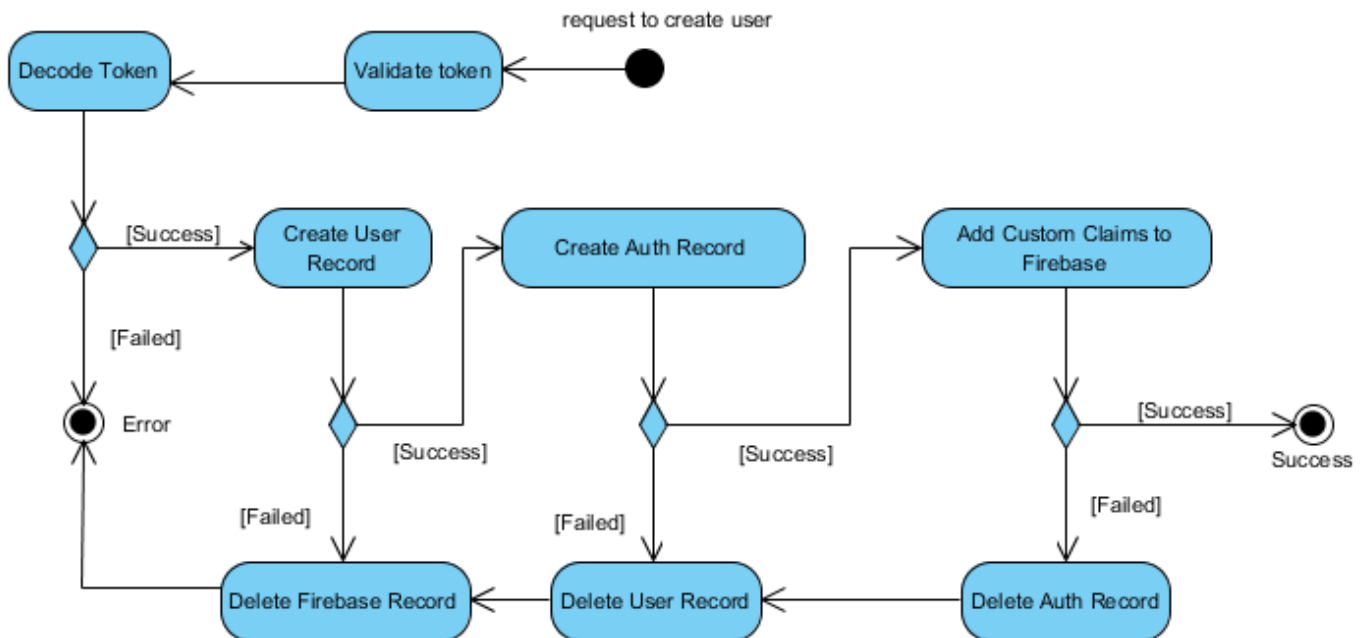 request to create user
Decode Token
Validate token
[Success]
Create User
Record
Create Auth Record
Add Custom Claims to
Firebase
[Failed]
Error
[Success]
[Success]
[Success]
Success
[Failed]
[Failed]
[Failed]
Delete Firebase Record
Delete User Record
Delete Auth Record